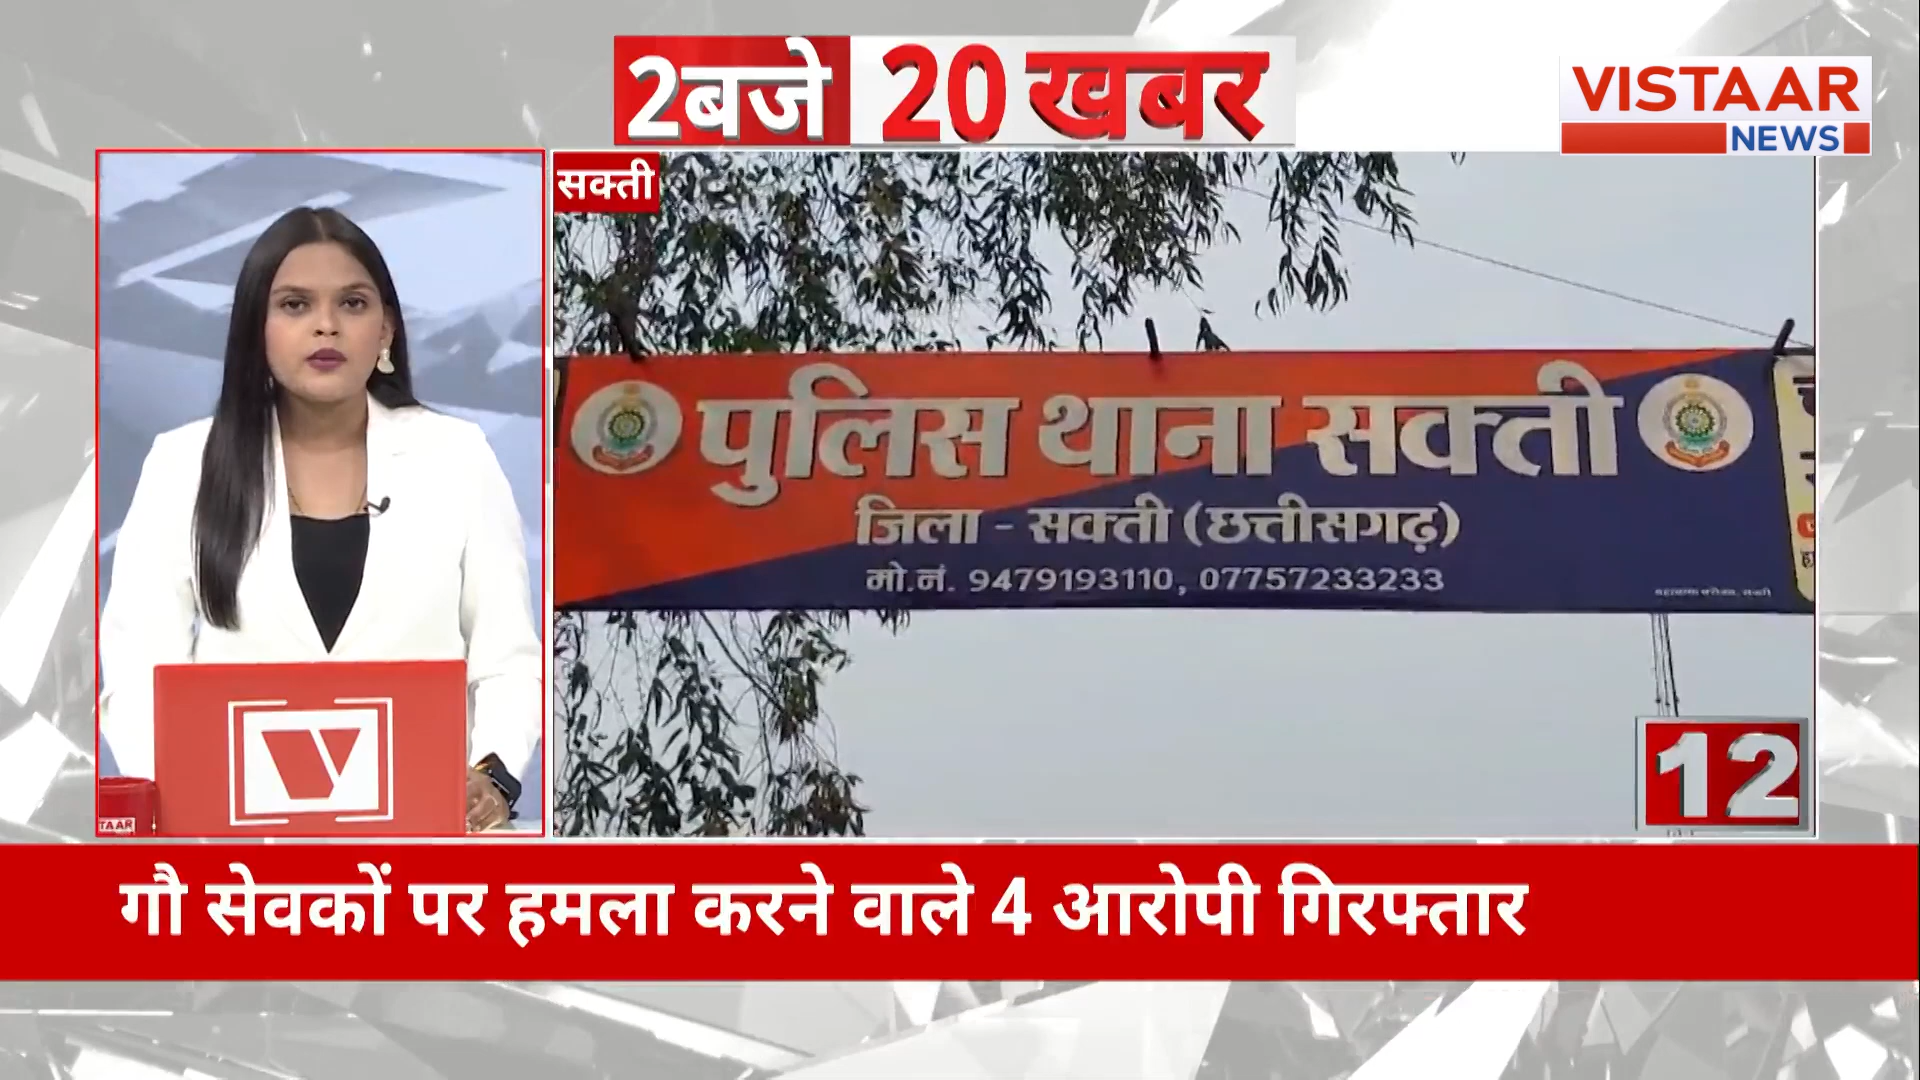 2बजे 20 खबर
VISTAAR
NEWS
सक्ती
पुलिस थाना सक्ती
जिला - सक्ती (छत्तीसगढ़)
मो.नं. 9479193110, 07757233233
12
TAAR
गौ सेवकों पर हमला करने वाले 4 आरोपी गिरफ्तार